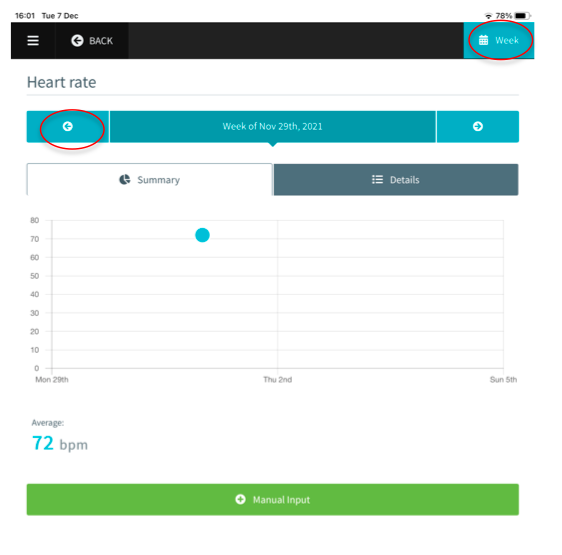 16:01 Tue 7 Dec 78%
BACK Week
Heart rate
Week of Nov 29th, 2021
Summary Details
80
70
60
50
40
30
20
10
0
Mon 29th Thu 2nd Sun 5th
Average:
72 bpm
Manual Input